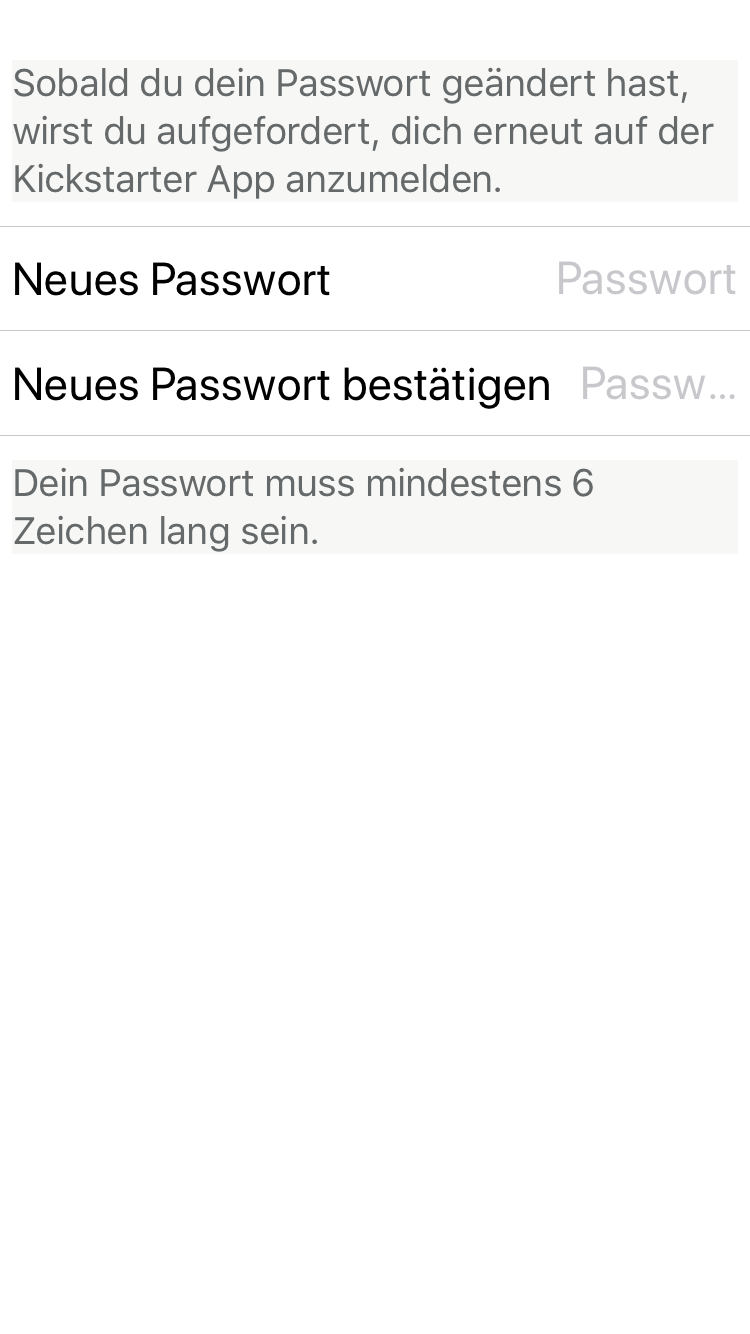 Sobald du dein Passwort geändert hast,
wirst du aufgefordert, dich erneut auf der
Kickstarter App anzumelden.
Neues Passwort Passwort
Neues Passwort bestätigen Passw...
Dein Passwort muss mindestens 6
Zeichen lang sein.